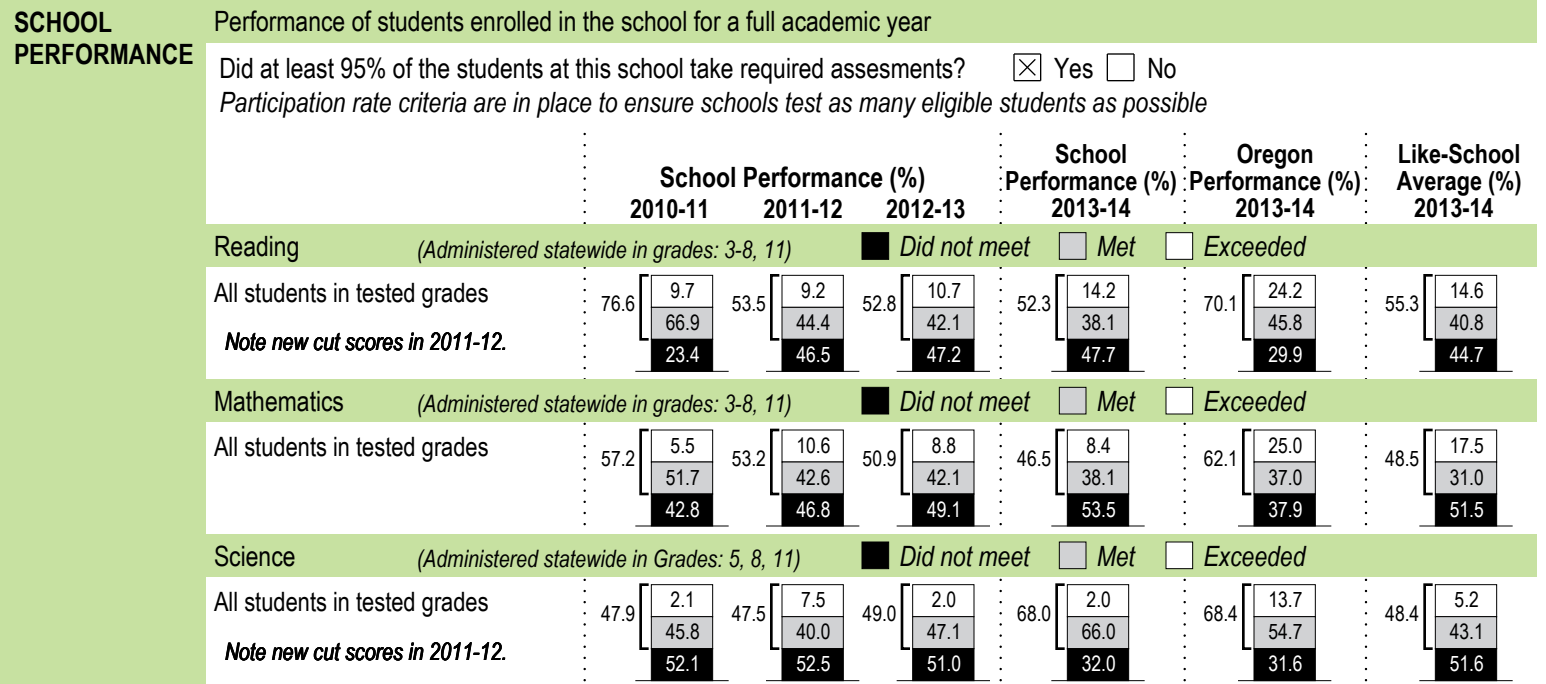 SCHOOL PERFORMANCE
Performance of students enrolled in the school for a full academic year
Did at least 95% of the students at this school take required assesments? ☒ Yes ☐ No
Participation rate criteria are in place to ensure schools test as many eligible students as possible
School Performance (%)
2010-11 2011-12 2012-13
School Performance (%) 2013-14
Oregon Performance (%) 2013-14
Like-School Average (%) 2013-14
Reading (Administered statewide in grades: 3-8, 11) Did not meet Met Exceeded
All students in tested grades
Note new cut scores in 2011-12.
76.6 9.7 66.9 23.4
53.5 9.2 44.4 46.5
52.8 10.7 42.1 47.2
52.3 14.2 38.1 47.7
70.1 24.2 45.8 29.9
55.3 14.6 40.8 44.7
Mathematics (Administered statewide in grades: 3-8, 11) Did not meet Met Exceeded
All students in tested grades
57.2 5.5 51.7 42.8
53.2 10.6 42.6 46.8
50.9 8.8 42.1 49.1
46.5 8.4 38.1 53.5
62.1 25.0 37.0 37.9
48.5 17.5 31.0 51.5
Science (Administered statewide in Grades: 5, 8, 11) Did not meet Met Exceeded
All students in tested grades
Note new cut scores in 2011-12.
47.9 2.1 45.8 52.1
47.5 7.5 40.0 52.5
49.0 2.0 47.1 51.0
68.0 2.0 66.0 32.0
68.4 13.7 54.7 31.6
48.4 5.2 43.1 51.6